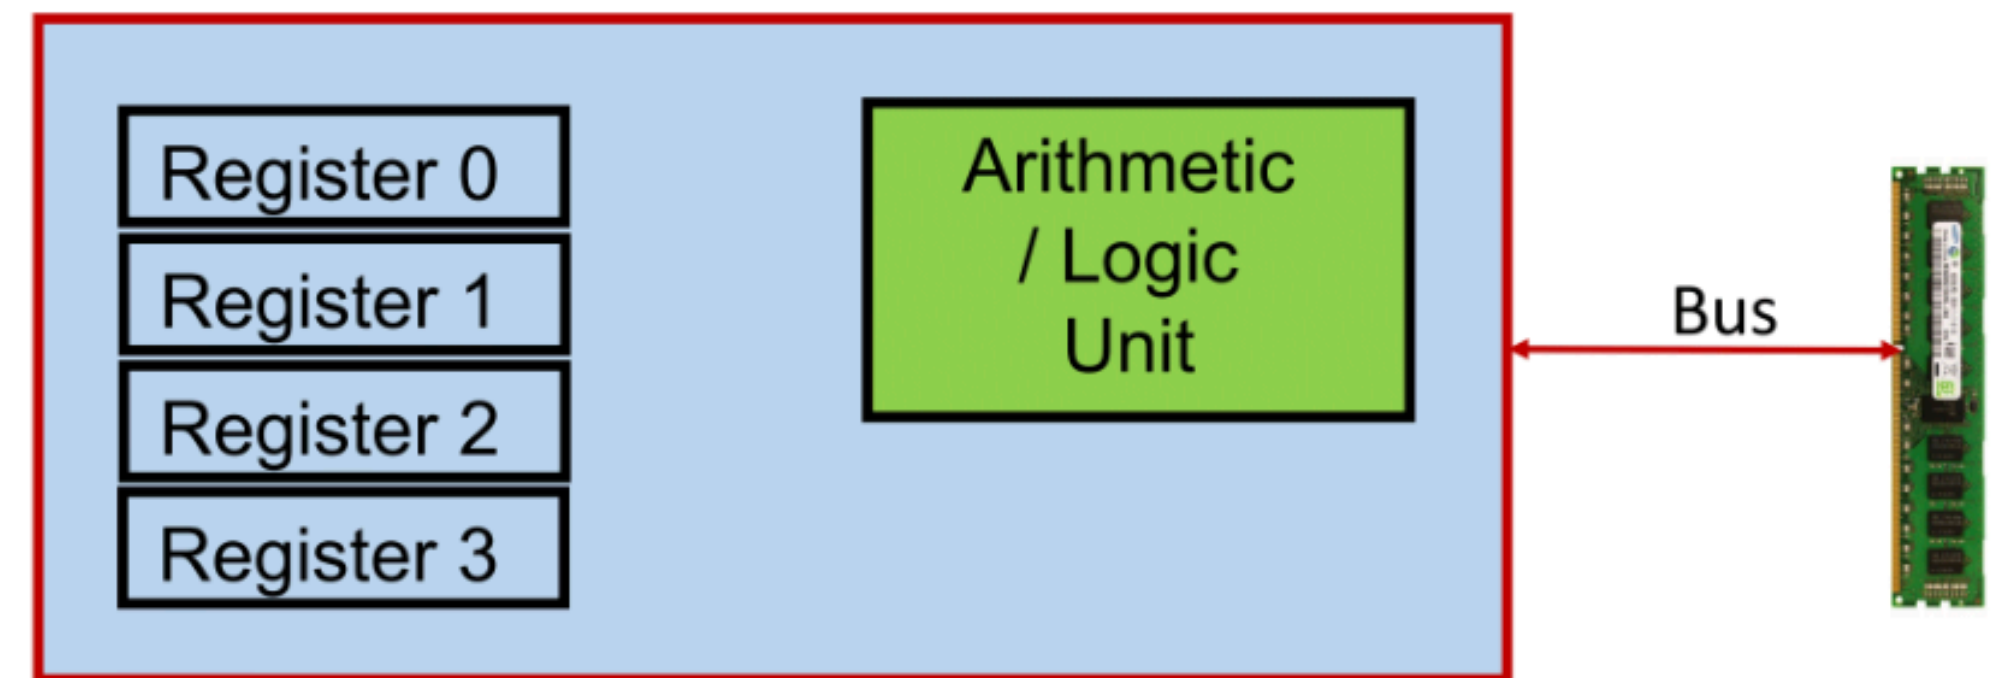 Register 0
Register 1
Register 2
Register 3
Arithmetic
/ Logic
Unit
Bus